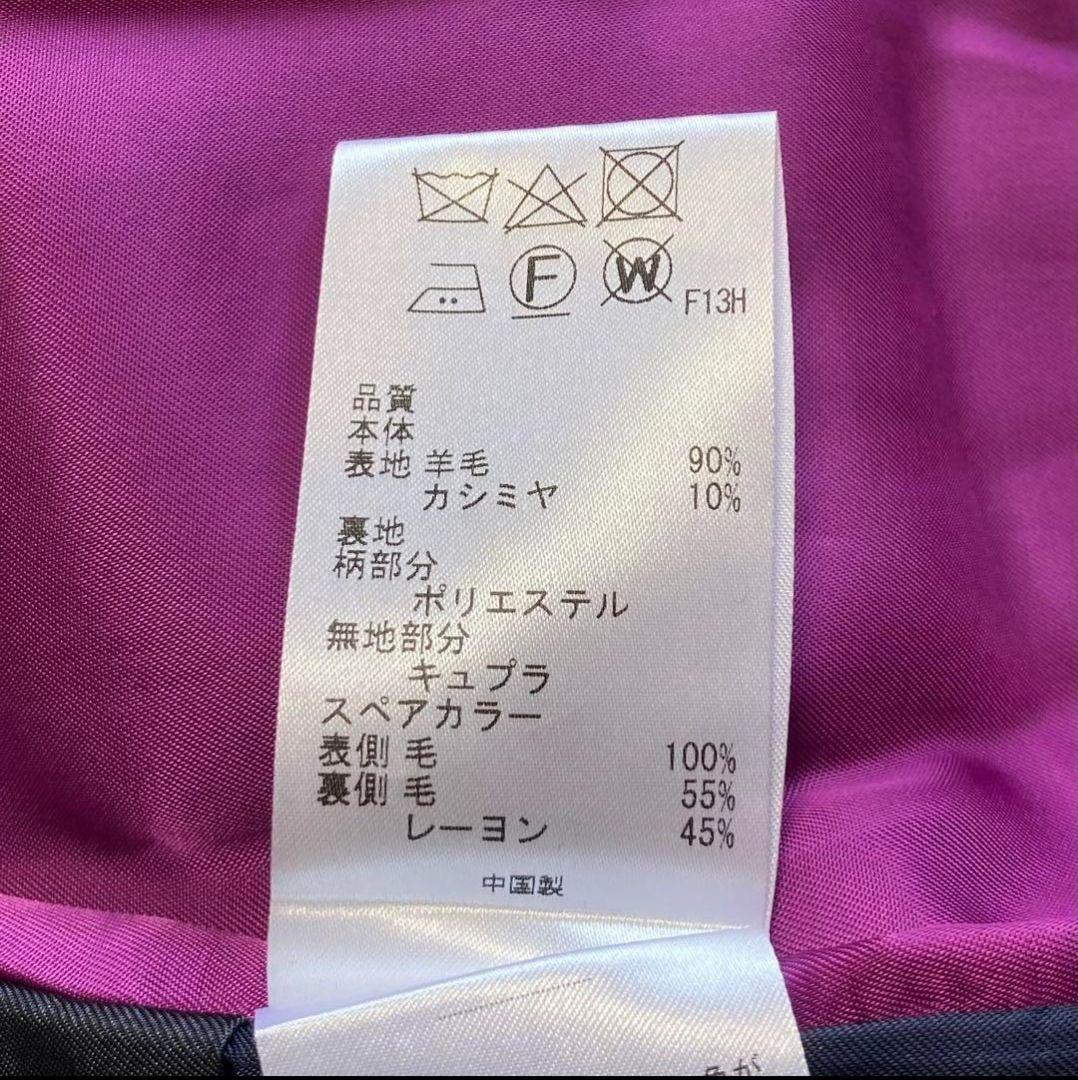 F
W
F13H
品質
本体
表地 羊毛 90%
カシミヤ 10%
裏地
柄部分
ポリエステル
無地部分
キュプラ
スペアカラー
表側 毛 100%
裏側 毛 55%
レーヨン 45%
中国製